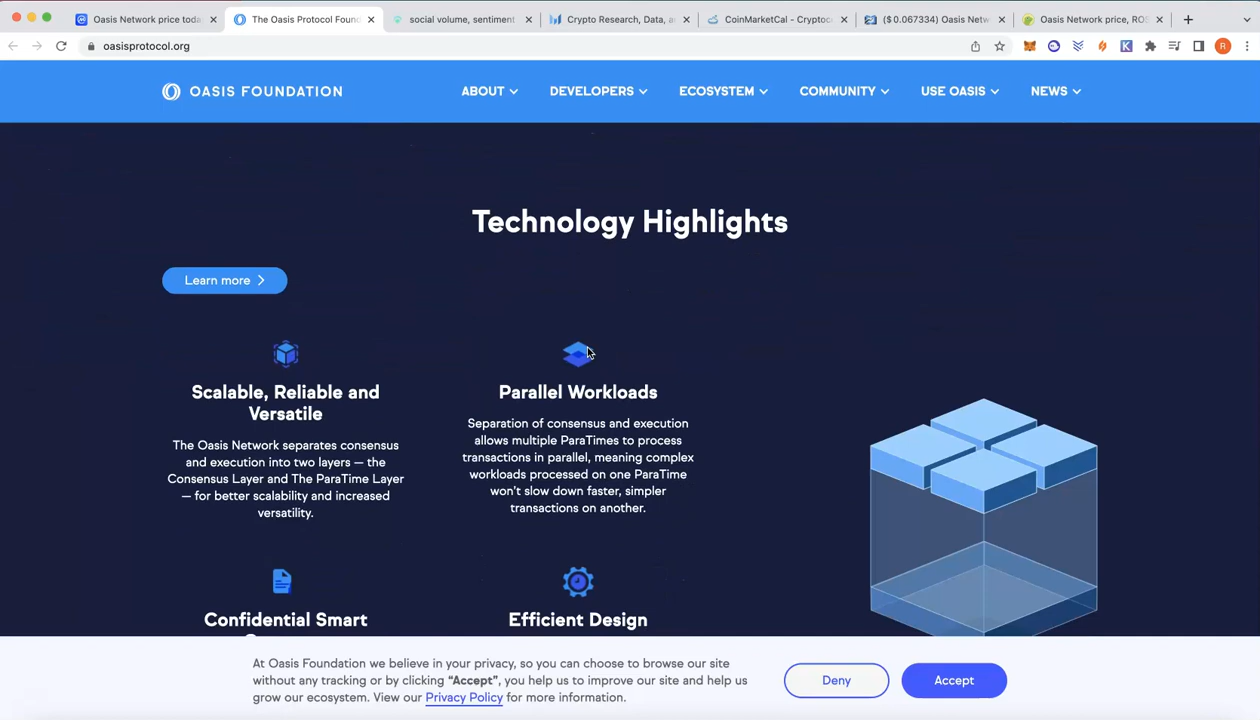 Oasis Network price toda
The Oasis Protocol Foun
social volume, sentiment
Crypto Research, Data, a
CoinMarketCal - Cryptoc
($0.067334) Oasis Netw
Oasis Network price, ROS
oasisprotocol.org
R
OASIS FOUNDATION
ABOUT
DEVELOPERS
ECOSYSTEM
COMMUNITY
USE OASIS
NEWS
Technology Highlights
Learn more
Scalable, Reliable and
Versatile
The Oasis Network separates consensus
and execution into two layers — the
Consensus Layer and The ParaTime Layer
— for better scalability and increased
versatility.
Parallel Workloads
Separation of consensus and execution
allows multiple ParaTimes to process
transactions in parallel, meaning complex
workloads processed on one ParaTime
won't slow down faster, simpler
transactions on another.
Confidential Smart
Efficient Design
At Oasis Foundation we believe in your privacy, so you can choose to browse our site
without any tracking or by clicking “Accept”, you help us to improve our site and help us
grow our ecosystem. View our Privacy Policy for more information.
Deny
Accept